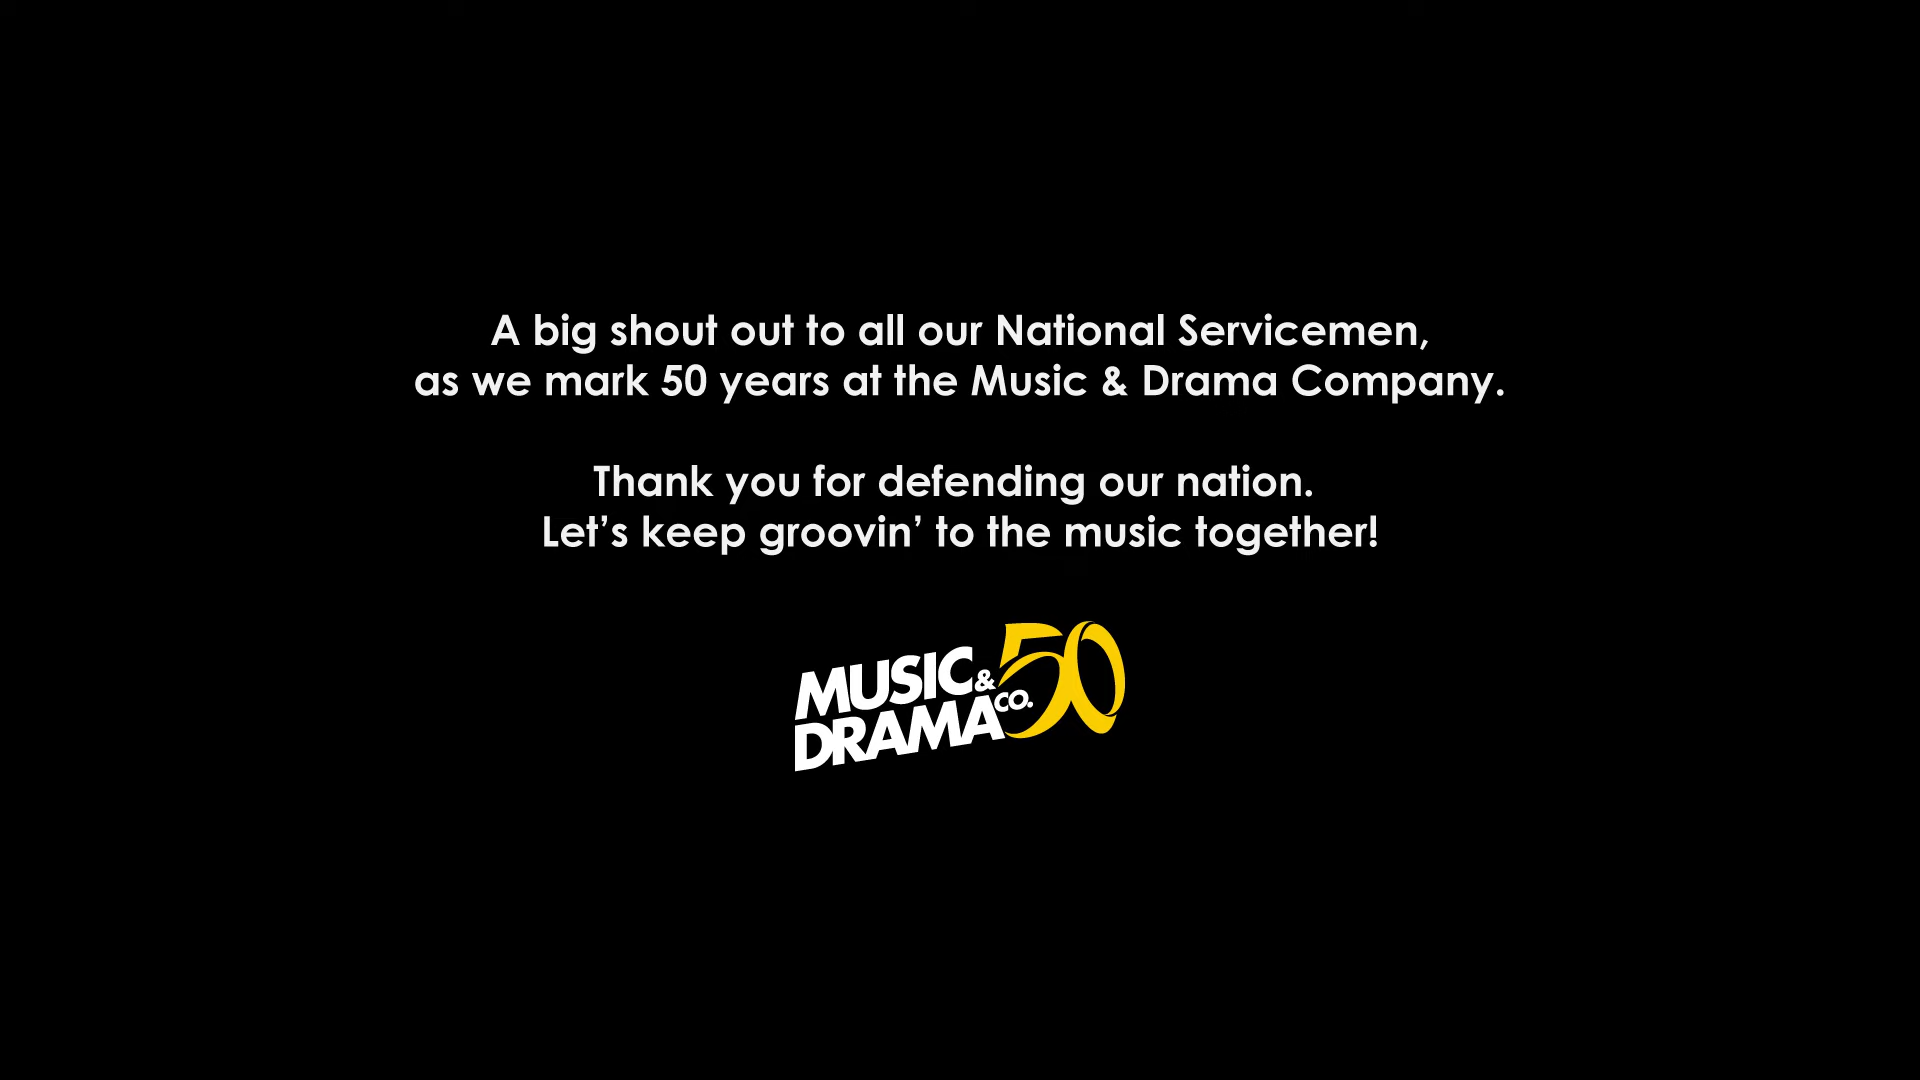 A big shout out to all our National Servicemen,
as we mark 50 years at the Music & Drama Company.
Thank you for defending our nation.
Let’s keep groovin’ to the music together!
MUSIC &
DRAMA CO. 50